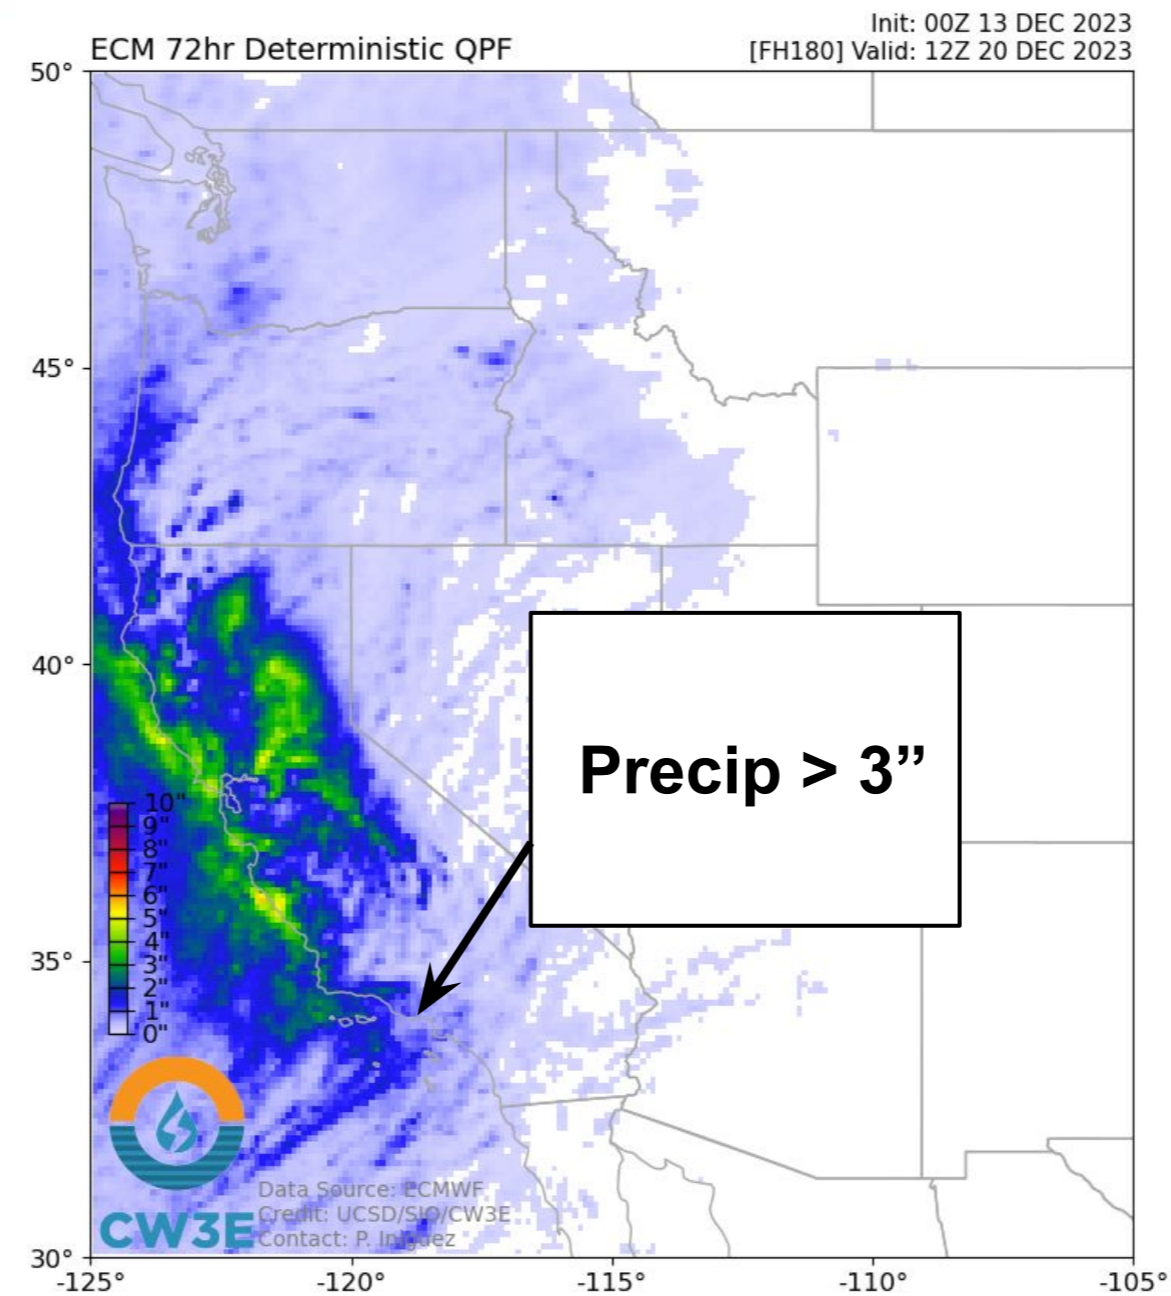 Init: 00Z 13 DEC 2023
ECM 72hr Deterministic QPF
[FH180] Valid: 12Z 20 DEC 2023
50°
45°
40°
Precip > 3”
10"
9"
8"
7"
6"
5"
4"
3"
2"
1"
0"
35°
Data Source: ECMWF
Credit: UCSD/SIO/CW3E
Contact: P. Iniguez
CW3E
30°
-125°
-120°
-115°
-110°
-105°